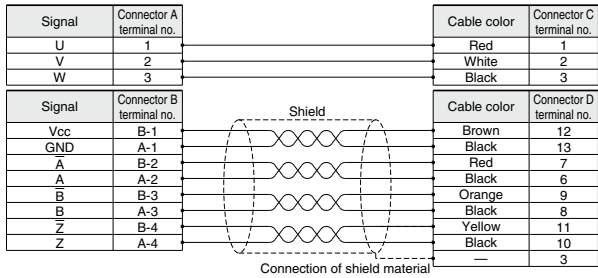 Signal Connector A terminal no. Cable color Connector C terminal no.
U 1 Red 1
V 2 White 2
W 3 Black 3
Signal Connector B terminal no. Shield Cable color Connector D terminal no.
Vcc B-1 Brown 12
GND A-1 Black 13
A̅ B-2 Red 7
A A-2 Black 6
B̅ B-3 Orange 9
B A-3 Black 8
Z̅ B-4 Yellow 11
Z A-4 Black 10
— 3
Connection of shield material